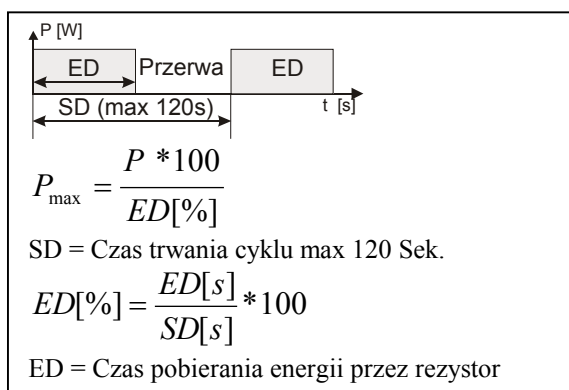 P [W]
ED Przerwa ED
SD (max 120s) t [s]
P_max = P *100 / ED[%]
SD = Czas trwania cyklu max 120 Sek.
ED[%] = ED[s] / SD[s] *100
ED = Czas pobierania energii przez rezystor